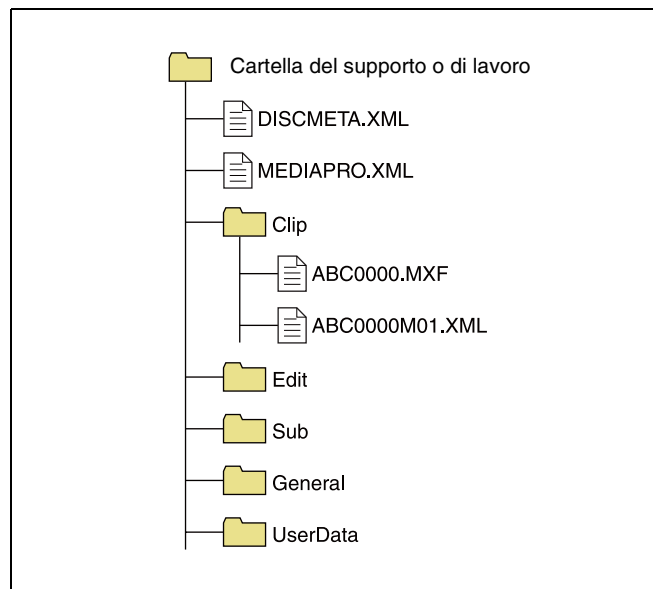 Cartella del supporto o di lavoro
DISCMETA.XML
MEDIAPRO.XML
Clip
ABC0000.MXF
ABC0000M01.XML
Edit
Sub
General
UserData